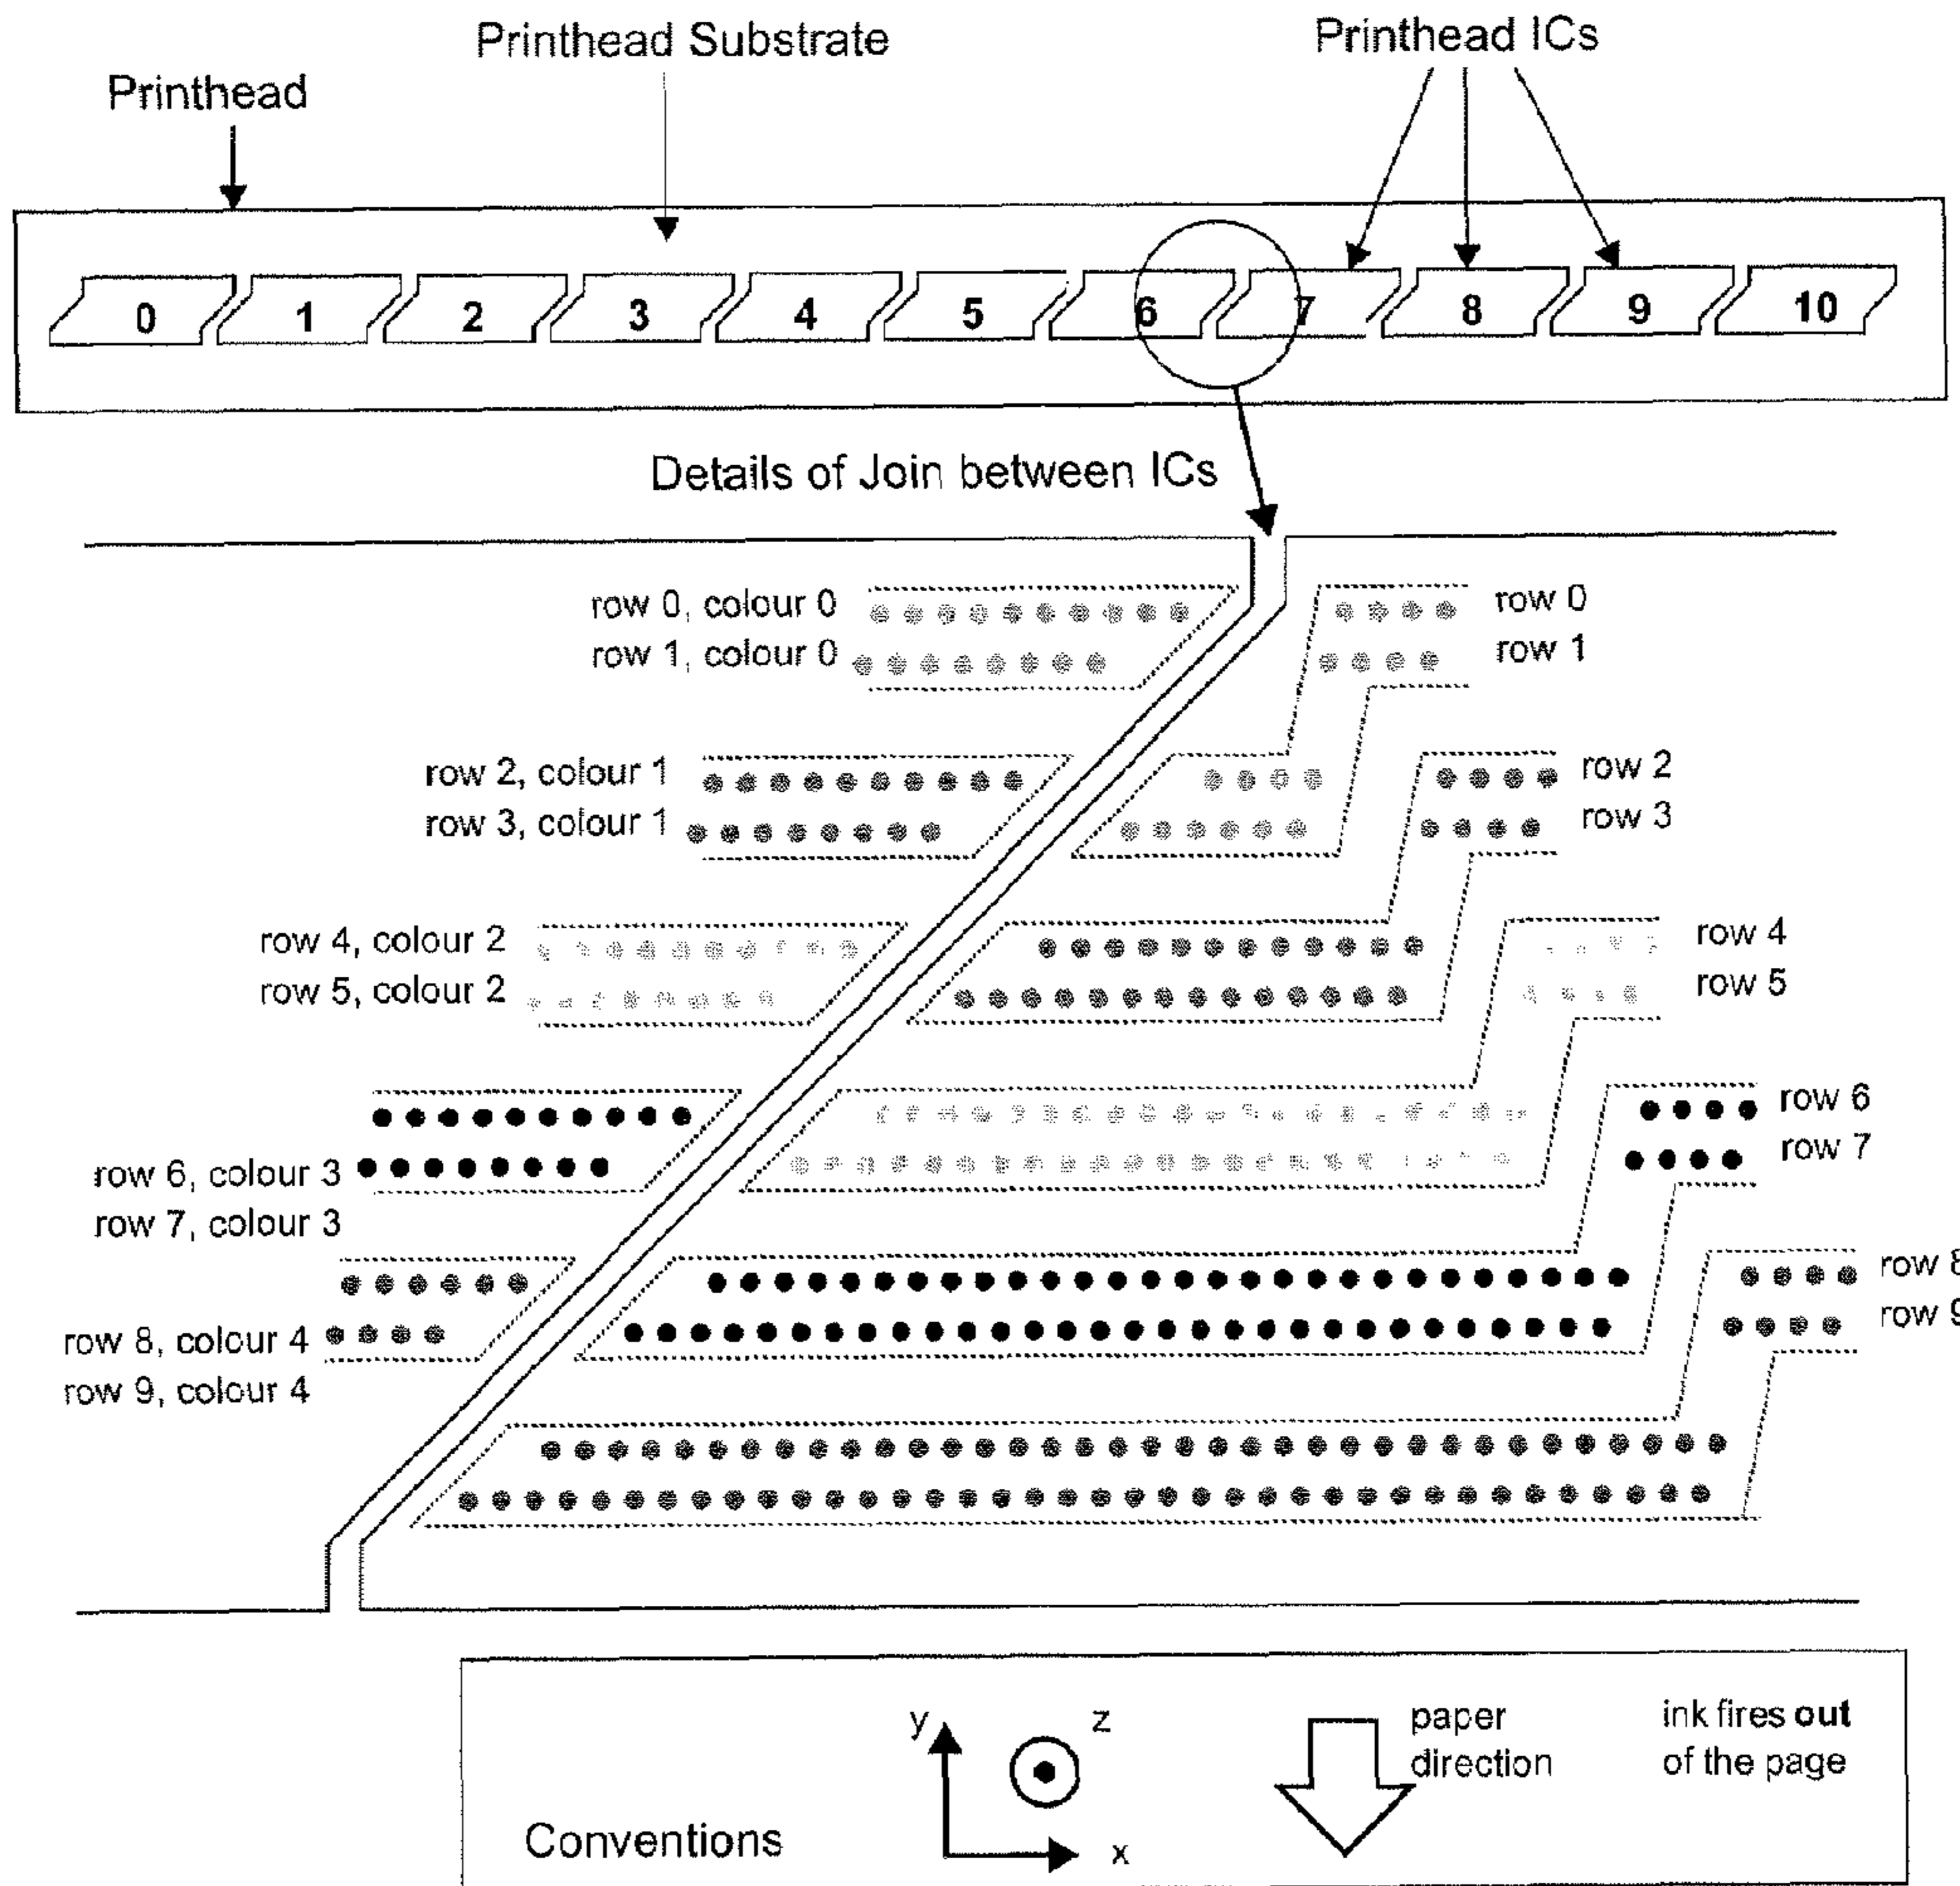 Printhead Substrate
Printhead ICs
Printhead
0 1 2 3 4 5 6 7 8 9 10
Details of Join between ICs
row 0, colour 0
row 0
row 1, colour 0
row 1
row 2, colour 1
row 2
row 3, colour 1
row 3
row 4, colour 2
row 4
row 5, colour 2
row 5
row 6
row 7
row 6, colour 3
row 7, colour 3
row 8
row 9
row 8, colour 4
row 9, colour 4
y
z
x
paper
direction
ink fires out
of the page
Conventions